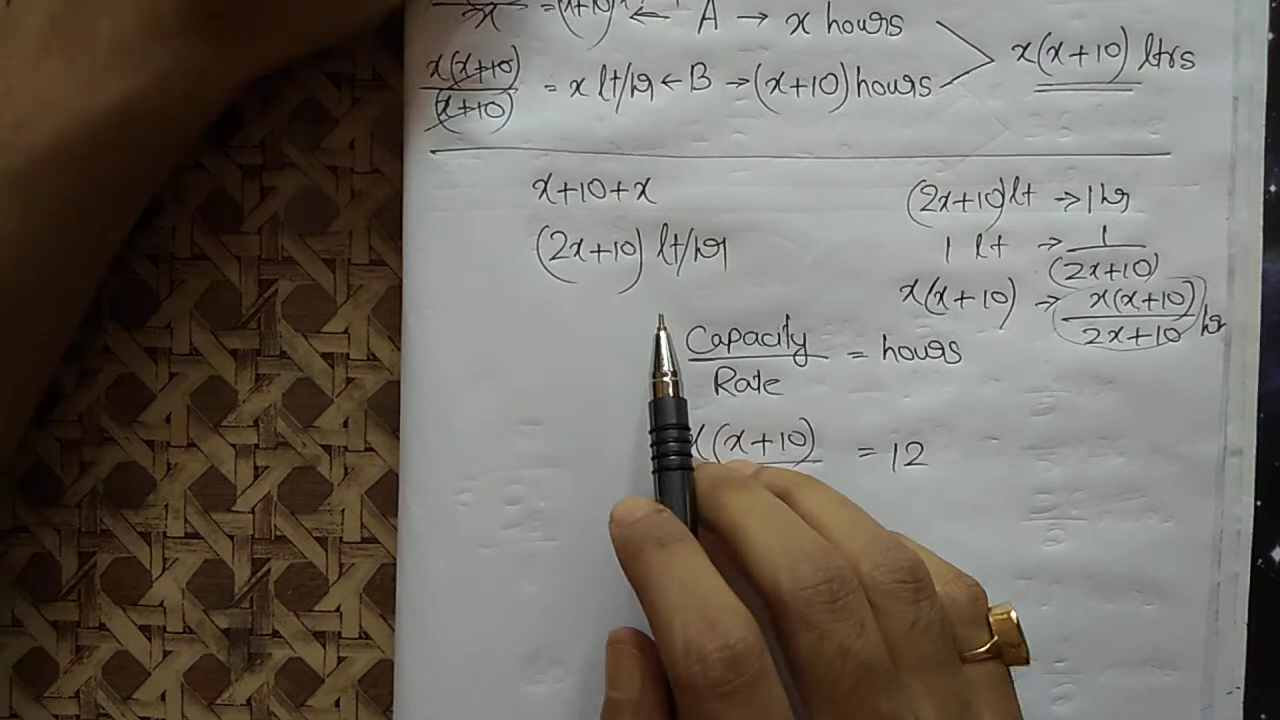 x = (x+10) ← A → x hours
x(x+10)/(x+10) = x lt/hr ← B → (x+10) hours
x(x+10) ltrs
x+10+x
(2x+10) lt/hr
(2x+10) lt → 1 hr
1 lt → 1/(2x+10)
x(x+10) → x(x+10)/2x+10 hr
Capacity/Rate = hours
x(x+10) = 12